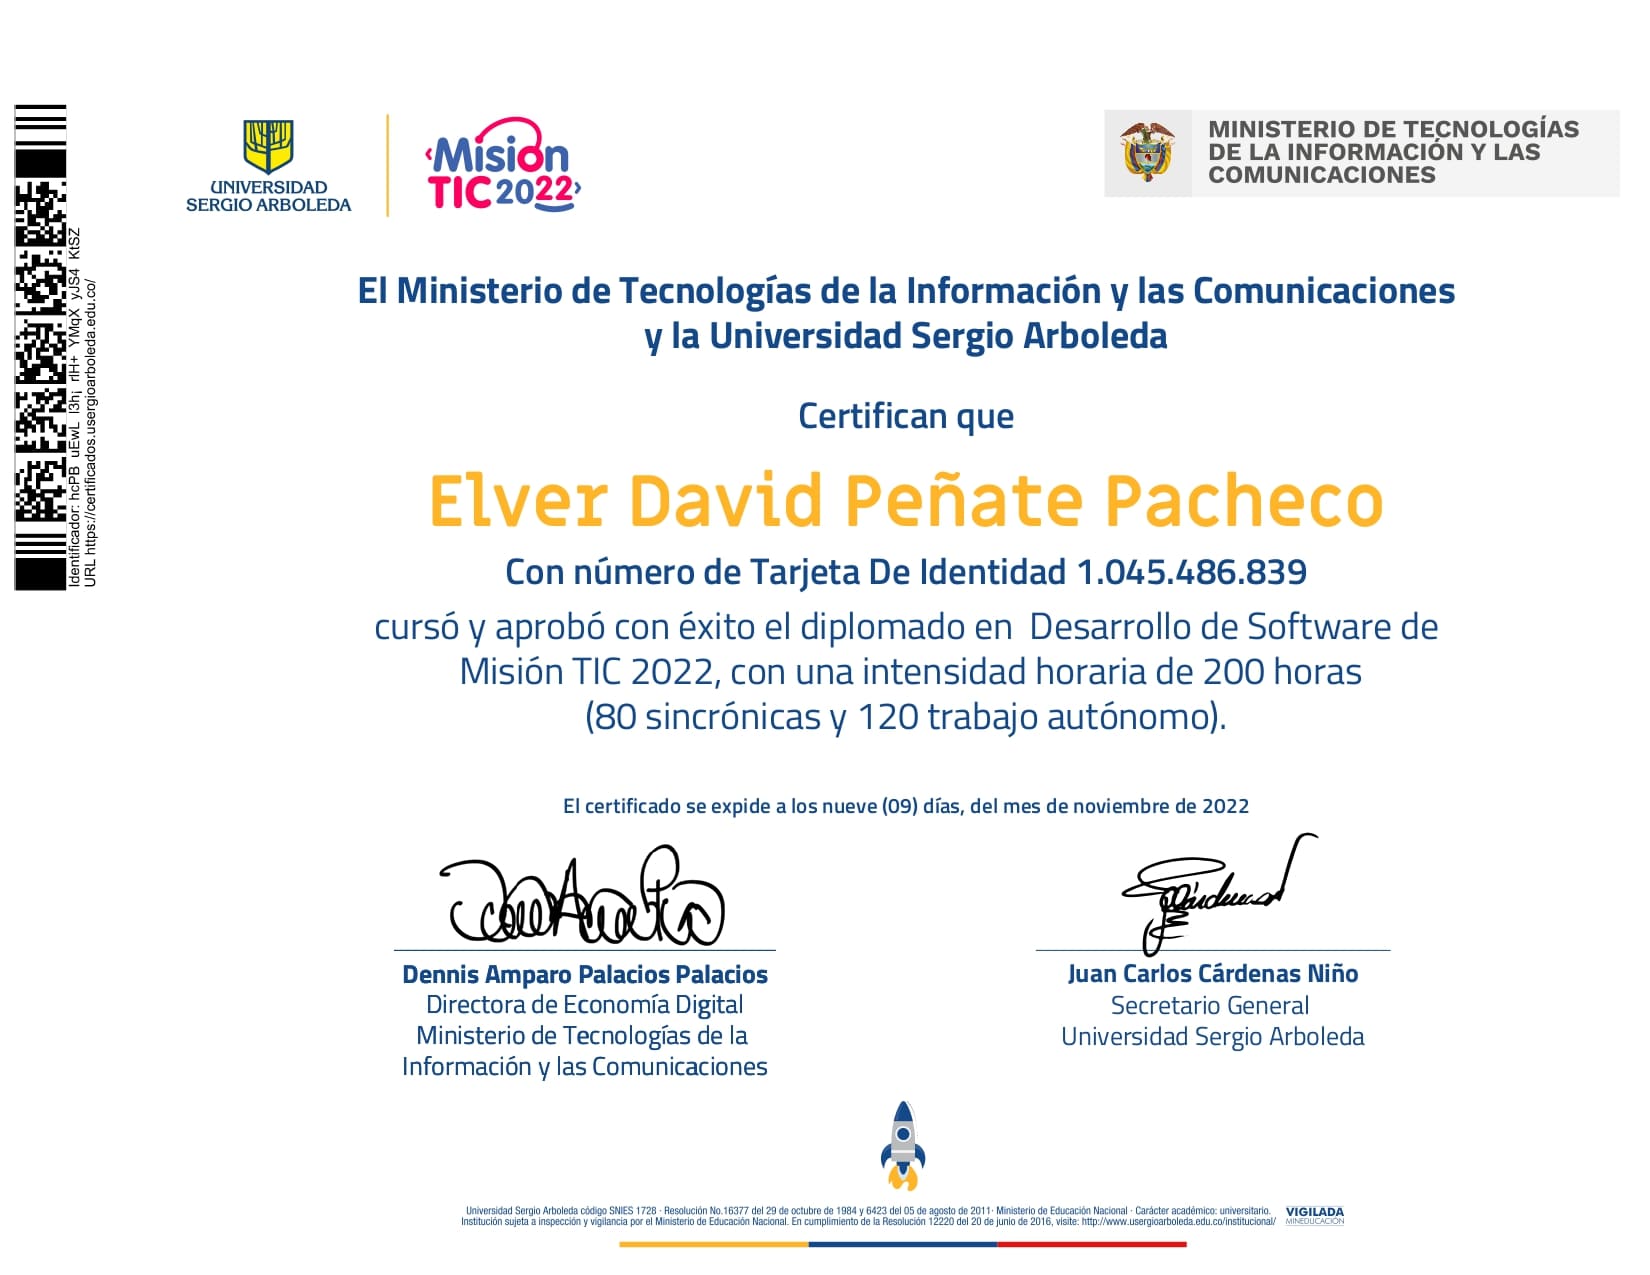 UNIVERSIDAD
SERGIO ARBOLEDA
‹Misión
TIC 2022›
MINISTERIO DE TECNOLOGÍAS
DE LA INFORMACIÓN Y LAS
COMUNICACIONES
Identificador: hcPB uEwL I3h¡ rlH+ YMqX yJS4 KtSZ
URL https://certificados.usergioarboleda.edu.co/
El Ministerio de Tecnologías de la Información y las Comunicaciones
y la Universidad Sergio Arboleda
Certifican que
Elver David Peñate Pacheco
Con número de Tarjeta De Identidad 1.045.486.839
cursó y aprobó con éxito el diplomado en Desarrollo de Software de
Misión TIC 2022, con una intensidad horaria de 200 horas
(80 sincrónicas y 120 trabajo autónomo).
El certificado se expide a los nueve (09) días, del mes de noviembre de 2022
Dennis Amparo Palacios Palacios
Directora de Economía Digital
Ministerio de Tecnologías de la
Información y las Comunicaciones
Juan Carlos Cárdenas Niño
Secretario General
Universidad Sergio Arboleda
Universidad Sergio Arboleda código SNIES 1728 · Resolución No.16377 del 29 de octubre de 1984 y 6423 del 05 de agosto de 2011· Ministerio de Educación Nacional · Carácter académico: universitario.
Institución sujeta a inspección y vigilancia por el Ministerio de Educación Nacional. En cumplimiento de la Resolución 12220 del 20 de junio de 2016, visite: http://www.usergioarboleda.edu.co/institucional/
VIGILADA
MINEDUCACIÓN